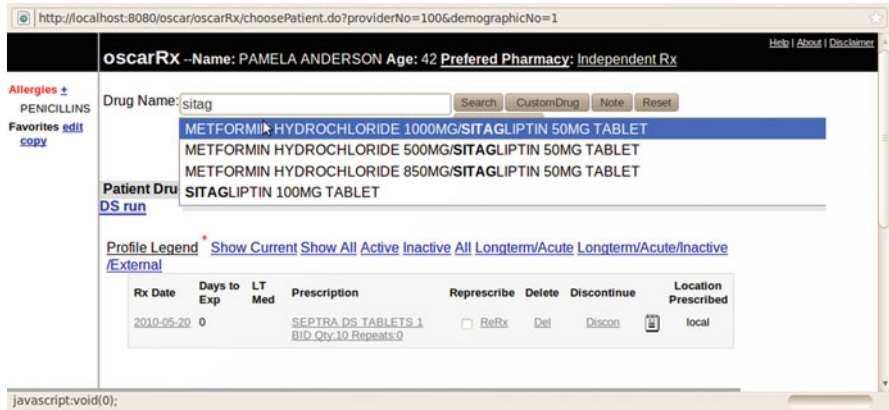 http://localhost:8080/oscar/oscarRx/choosePatient.do?providerNo=100&demographicNo=1
Help | About | Disclaimer
oscarRx --Name: PAMELA ANDERSON Age: 42 Prefered Pharmacy: Independent Rx
Allergies +
PENICILLINS
Favorites edit
copy
Drug Name: sitag Search CustomDrug Note Reset
METFORMIN HYDROCHLORIDE 1000MG/SITAGLIPTIN 50MG TABLET
METFORMIN HYDROCHLORIDE 500MG/SITAGLIPTIN 50MG TABLET
METFORMIN HYDROCHLORIDE 850MG/SITAGLIPTIN 50MG TABLET
SITAGLIPTIN 100MG TABLET
Patient Dru
DS run
Profile Legend * Show Current Show All Active Inactive All Longterm/Acute Longterm/Acute/Inactive
/External
Rx Date Days to Exp LT Med Prescription Represcribe Delete Discontinue Location Prescribed
2010-05-20 0 SEPTRA DS TABLETS 1 ReRx Del Discon local
BID Qty:10 Repeats:0
javascript:void(0);